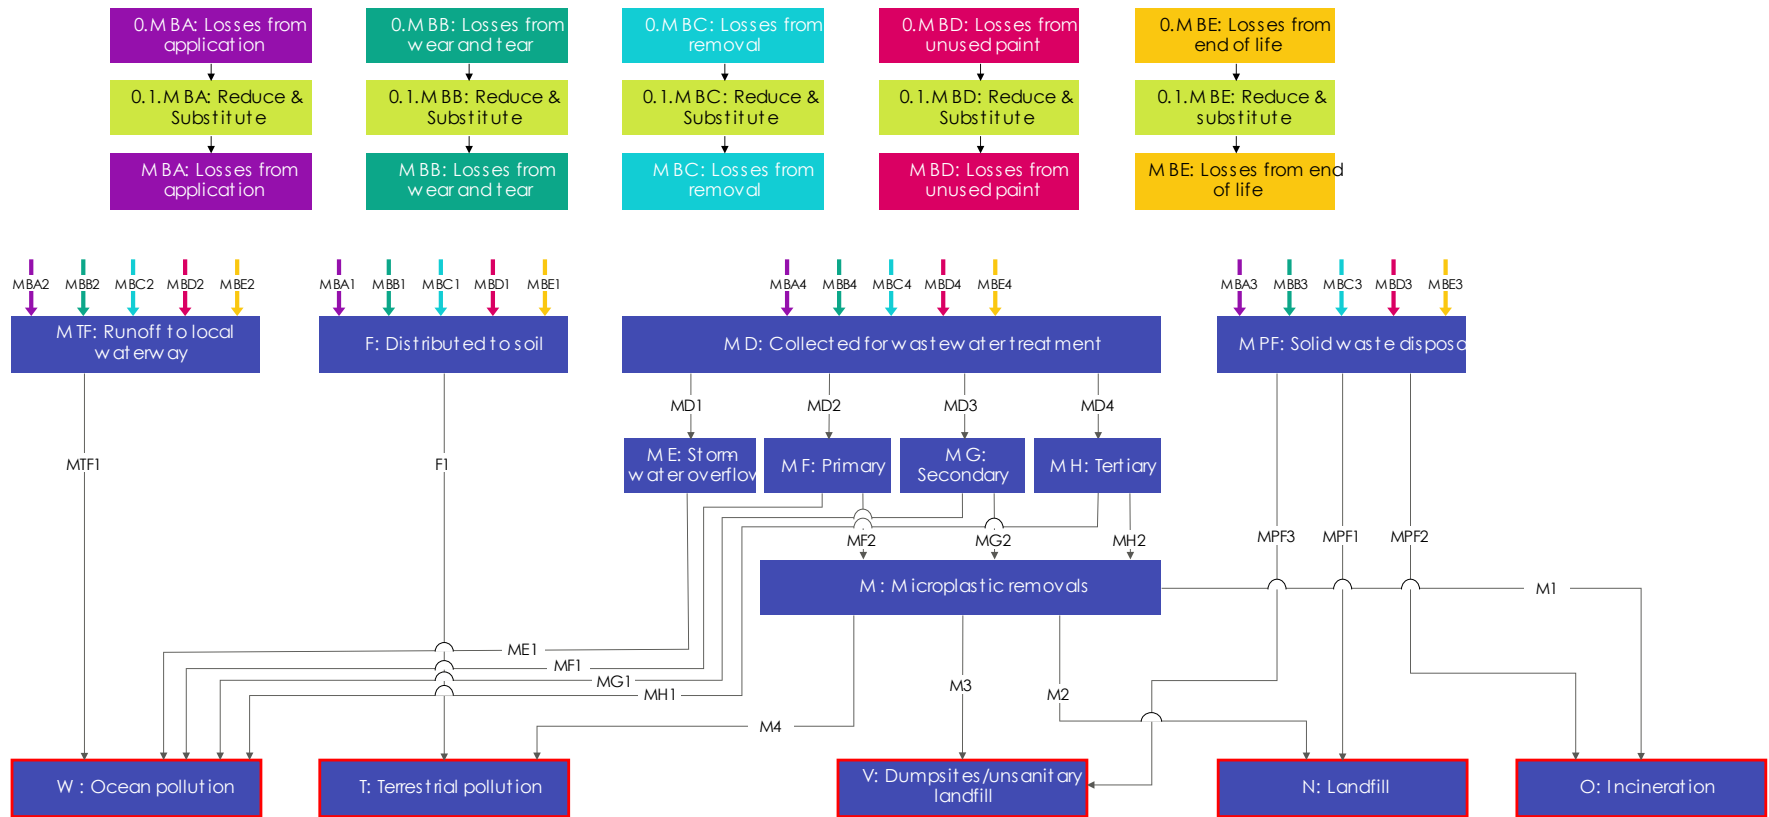 0.MBA: Losses from
application
0.MBB: Losses from
wear and tear
0.MBC: Losses from
removal
0.MBD: Losses from
unused paint
0.MBE: Losses from
end of life
0.1.MBA: Reduce &
Substitute
0.1.MBB: Reduce &
Substitute
0.1.MBC: Reduce &
Substitute
0.1.MBD: Reduce &
Substitute
0.1.MBE: Reduce &
substitute
MBA: Losses from
application
MBB: Losses from
wear and tear
MBC: Losses from
removal
MBD: Losses from
unused paint
MBE: Losses from end
of life
MBA2 MBB2 MBC2 MBD2 MBE2
MBA1 MBB1 MBC1 MBD1 MBE1
MBA4 MBB4 MBC4 MBD4 MBE4
MBA3 MBB3 MBC3 MBD3 MBE3
MTF: Runoff to local
waterway
F: Distributed to soil
MD: Collected for wastewater treatment
MPF: Solid waste disposa
MD1 MD2 MD3 MD4
MTF1
F1
ME: Storm-
water overflow
MF: Primary
MG:
Secondary
MH: Tertiary
MF2 MG2 MH2
MPF3 MPF1 MPF2
M: Microplastic removals
M1
ME1
MF1
MG1
MH1
M3
M2
M4
W: Ocean pollution
T: Terrestrial pollution
V: Dumpsites/unsanitary
landfill
N: Landfill
O: Incineration